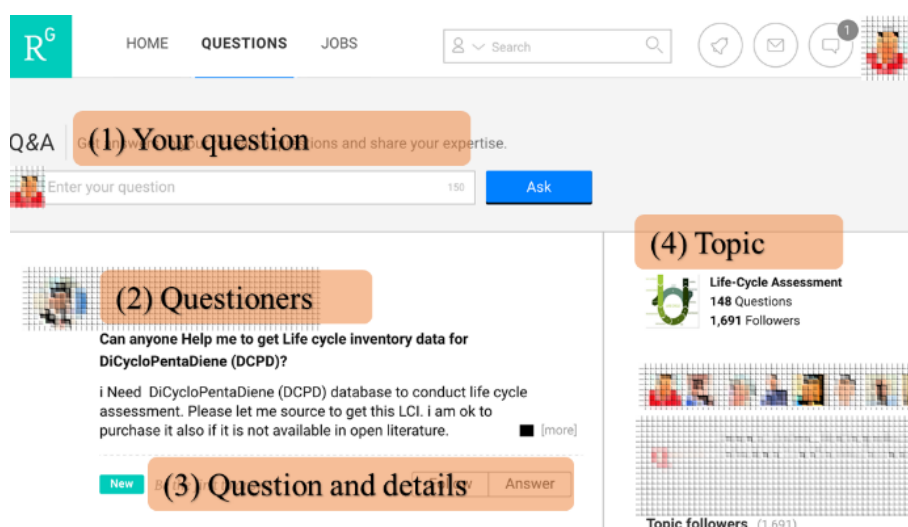 RG
HOME QUESTIONS JOBS
Search
1
Q&A
(1) Your question
and share your expertise.
Enter your question 150 Ask
(4) Topic
Life-Cycle Assessment
148 Questions
1,691 Followers
(2) Questioners
Can anyone Help me to get Life cycle inventory data for
DiCycloPentaDiene (DCPD)?
i Need DiCycloPentaDiene (DCPD) database to conduct life cycle
assessment. Please let me source to get this LCI. i am ok to
purchase it also if it is not available in open literature. [more]
New
(3) Question and details
Follow Answer
Topic followers (1,691)